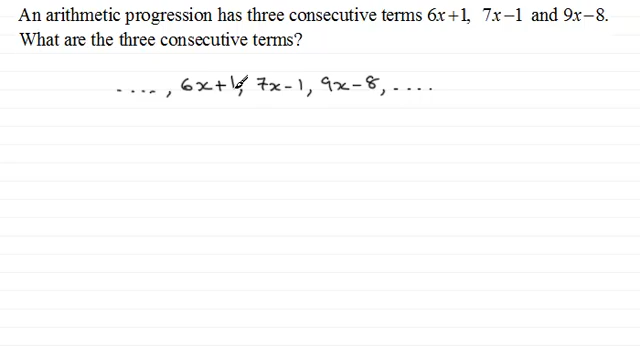 An arithmetic progression has three consecutive terms 6x+1, 7x−1 and 9x−8.
What are the three consecutive terms?
...., 6x+1, 7x−1, 9x−8, ....